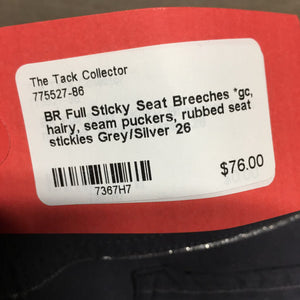 The Tack Collector
775527-86
BR Full Sticky Seat Breeches *gc,
hairy, seam puckers, rubbed seat
stickies Grey/Silver 26
$76.00
7367H7